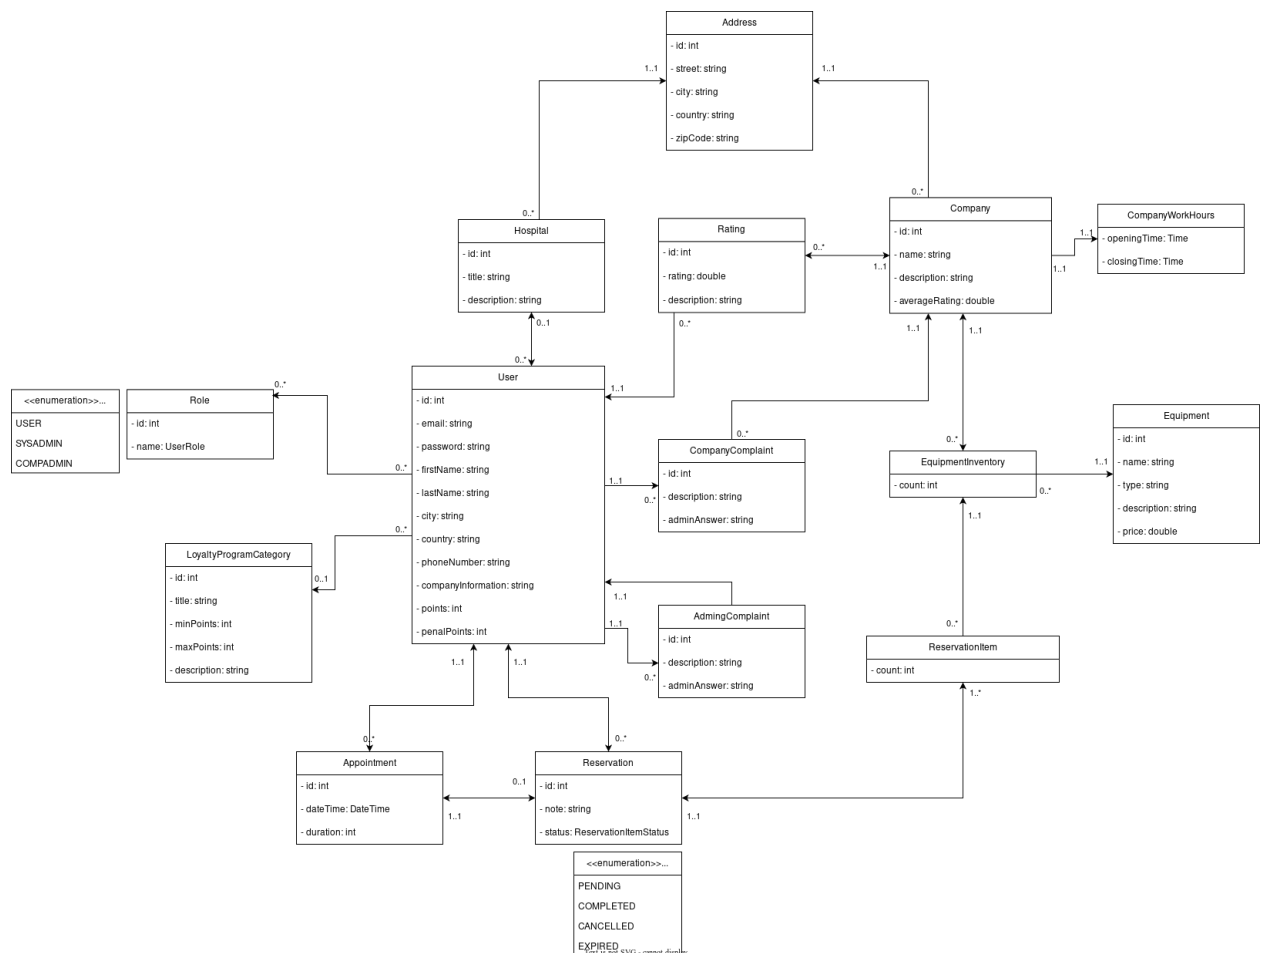 Address
- id: int
- street: string
- city: string
- country: string
- zipCode: string
1..1
1..1
0..*
0..*
Hospital
- id: int
- title: string
- description: string
0..1
0..*
Rating
- id: int
- rating: double
- description: string
0..*
1..1
0..*
1..1
Company
- id: int
- name: string
- description: string
- averageRating: double
1..1
1..1
1..1
1..1
CompanyWorkHours
- openingTime: Time
- closingTime: Time
<<enumeration>>...
USER
SYSADMIN
COMPADMIN
Role
- id: int
- name: UserRole
0..*
0..*
0..*
0..1
User
- id: int
- email: string
- password: string
- firstName: string
- lastName: string
- city: string
- country: string
- phoneNumber: string
- companyInformation: string
- points: int
- penalPoints: int
1..1
0..*
0..*
CompanyComplaint
- id: int
- description: string
- adminAnswer: string
0..*
EquipmentInventory
- count: int
0..*
1..1
Equipment
- id: int
- name: string
- type: string
- description: string
- price: double
LoyaltyProgramCategory
- id: int
- title: string
- minPoints: int
- maxPoints: int
- description: string
1..1
1..1
0..*
AdmingComplaint
- id: int
- description: string
- adminAnswer: string
1..1
0..*
ReservationItem
- count: int
1..*
1..1
1..1
1..1
0..*
0..*
Appointment
- id: int
- dateTime: DateTime
- duration: int
0..1
1..1
Reservation
- id: int
- note: string
- status: ReservationItemStatus
<<enumeration>>...
PENDING
COMPLETED
CANCELLED
EXPIRED
Text is not SVG - cannot display